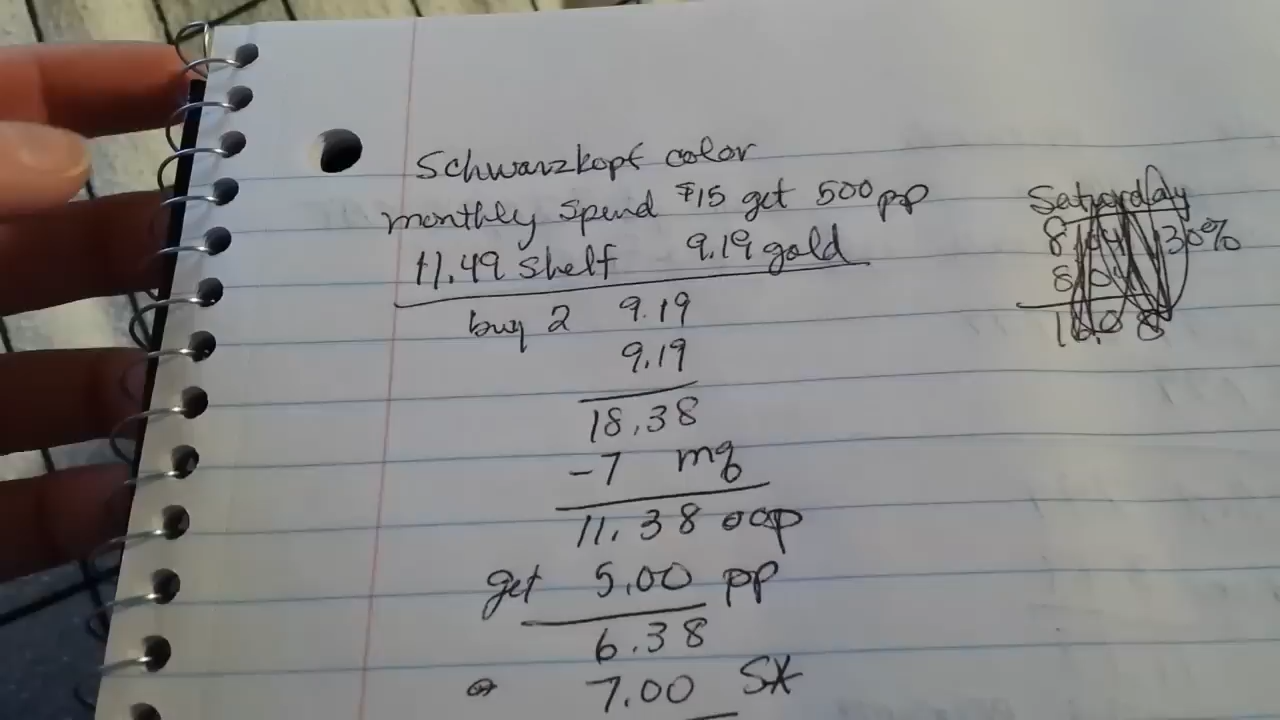 Schwarzkopf color
monthly spend $15 get 500 pp
11.49 shelf 9.19 gold
buy 2 9.19
9.19
18.38
-7 mq
11.38 oop
get 5.00 pp
6.38
7.00 SK
Saturday
30%